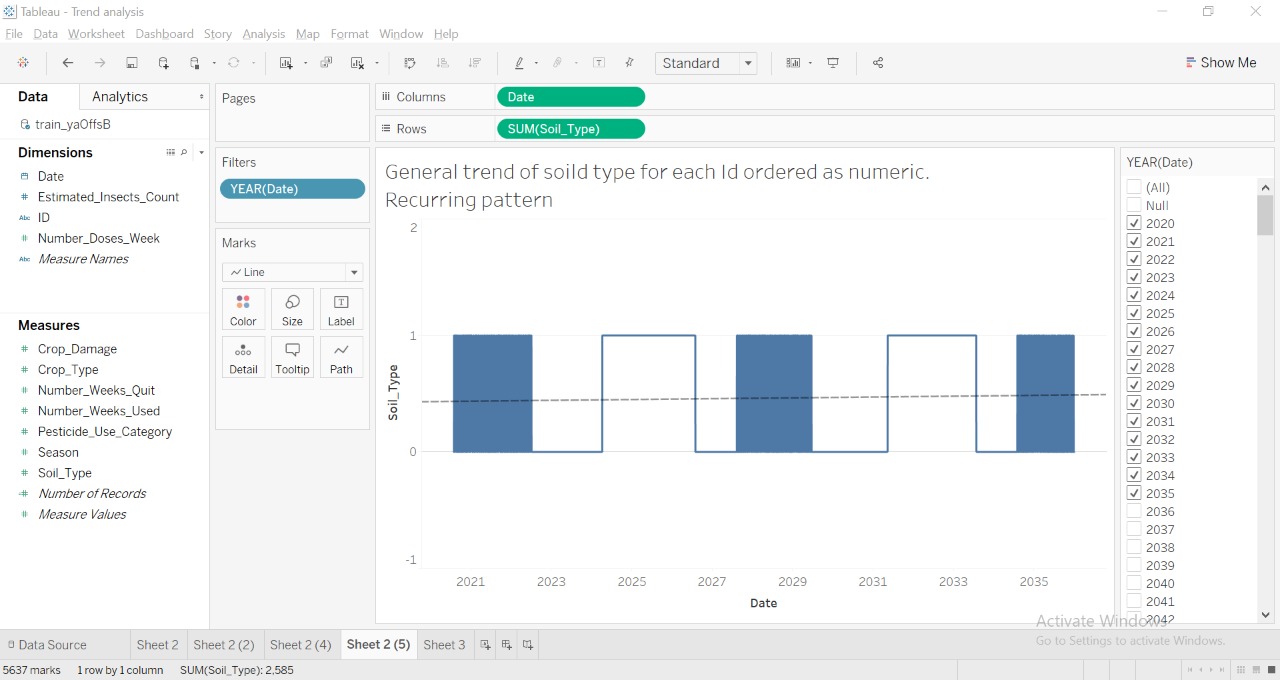 Tableau - Trend analysis
File Data Worksheet Dashboard Story Analysis Map Format Window Help
Standard
Show Me
Data Analytics
train_yaOffsB
Dimensions
Date
# Estimated_Insects_Count
Abc ID
# Number_Doses_Week
Abc Measure Names
Measures
# Crop_Damage
# Crop_Type
# Number_Weeks_Quit
# Number_Weeks_Used
# Pesticide_Use_Category
# Season
# Soil_Type
# Number of Records
# Measure Values
Pages
Filters
YEAR(Date)
Marks
Line
Color Size Label
Detail Tooltip Path
Columns Date
Rows SUM(Soil_Type)
General trend of soild type for each Id ordered as numeric.
Recurring pattern
2
1
0
-1
Soil_Type
2021 2023 2025 2027 2029 2031 2033 2035
Date
YEAR(Date)
(All)
Null
2020
2021
2022
2023
2024
2025
2026
2027
2028
2029
2030
2031
2032
2033
2034
2035
2036
2037
2038
2039
2040
2041
2042
Activate Windows
Go to Settings to activate Windows.
Data Source Sheet 2 Sheet 2 (2) Sheet 2 (4) Sheet 2 (5) Sheet 3
5637 marks 1 row by 1 column SUM(Soil_Type): 2,585